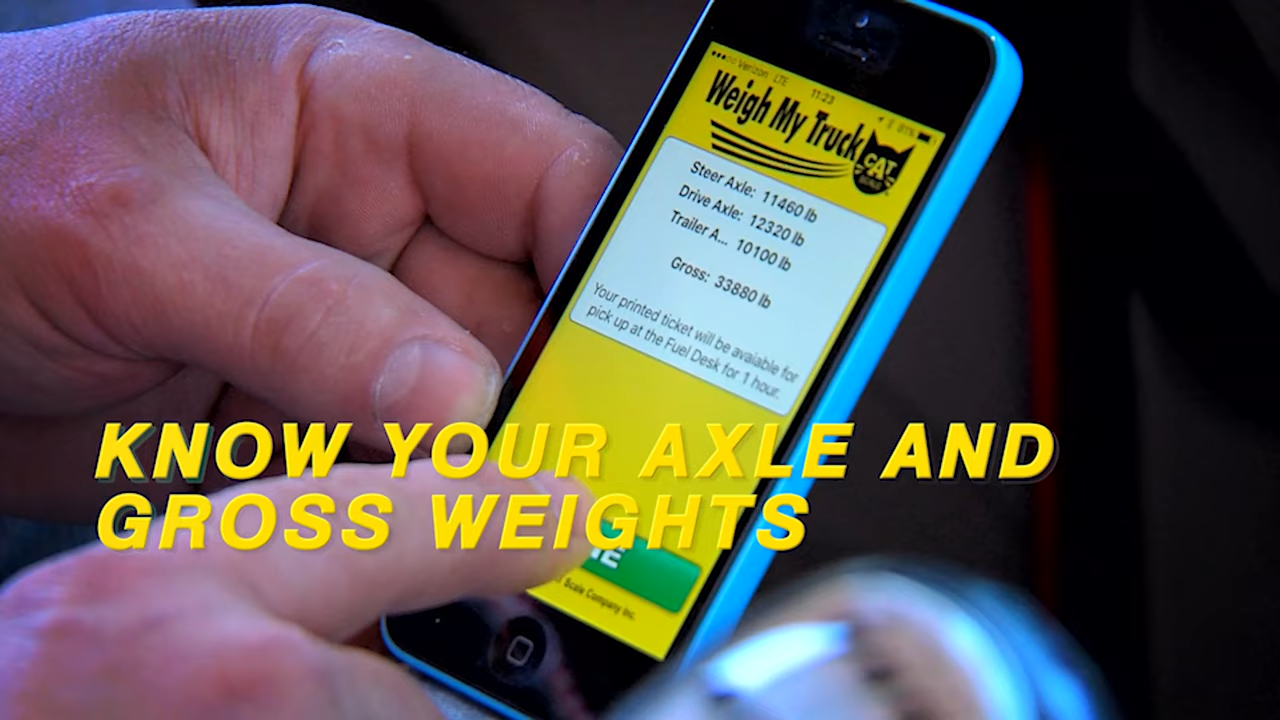 Verizon LTE 11:23 81%
Weigh My Truck
CAT
Steer Axle: 11460 lb
Drive Axle: 12320 lb
Trailer A... 10100 lb
Gross: 33880 lb
Your printed ticket will be avaiable for
pick up at the Fuel Desk for 1 hour.
KNOW YOUR AXLE AND
GROSS WEIGHTS
Scale Company Inc.